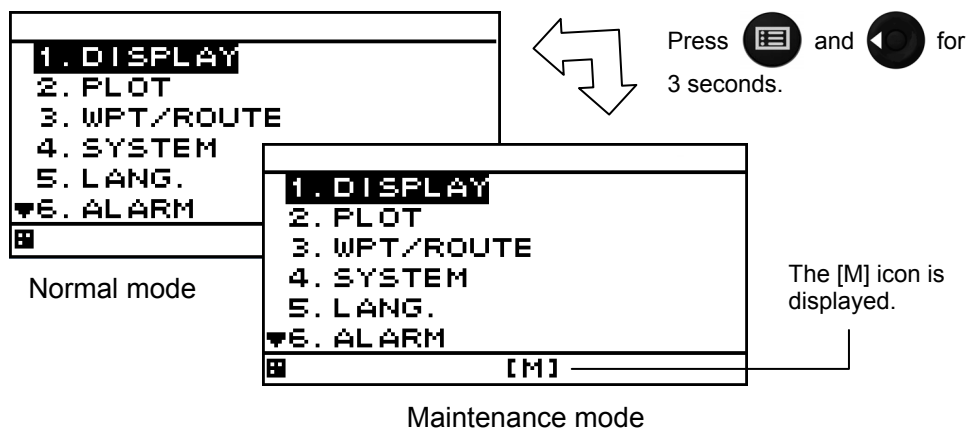 1.DISPLAY
2.PLOT
3.WPT/ROUTE
4.SYSTEM
5.LANG.
▼6.ALARM
Normal mode
Press and for
3 seconds.
1.DISPLAY
2.PLOT
3.WPT/ROUTE
4.SYSTEM
5.LANG.
▼6.ALARM
[M]
The [M] icon is
displayed.
Maintenance mode